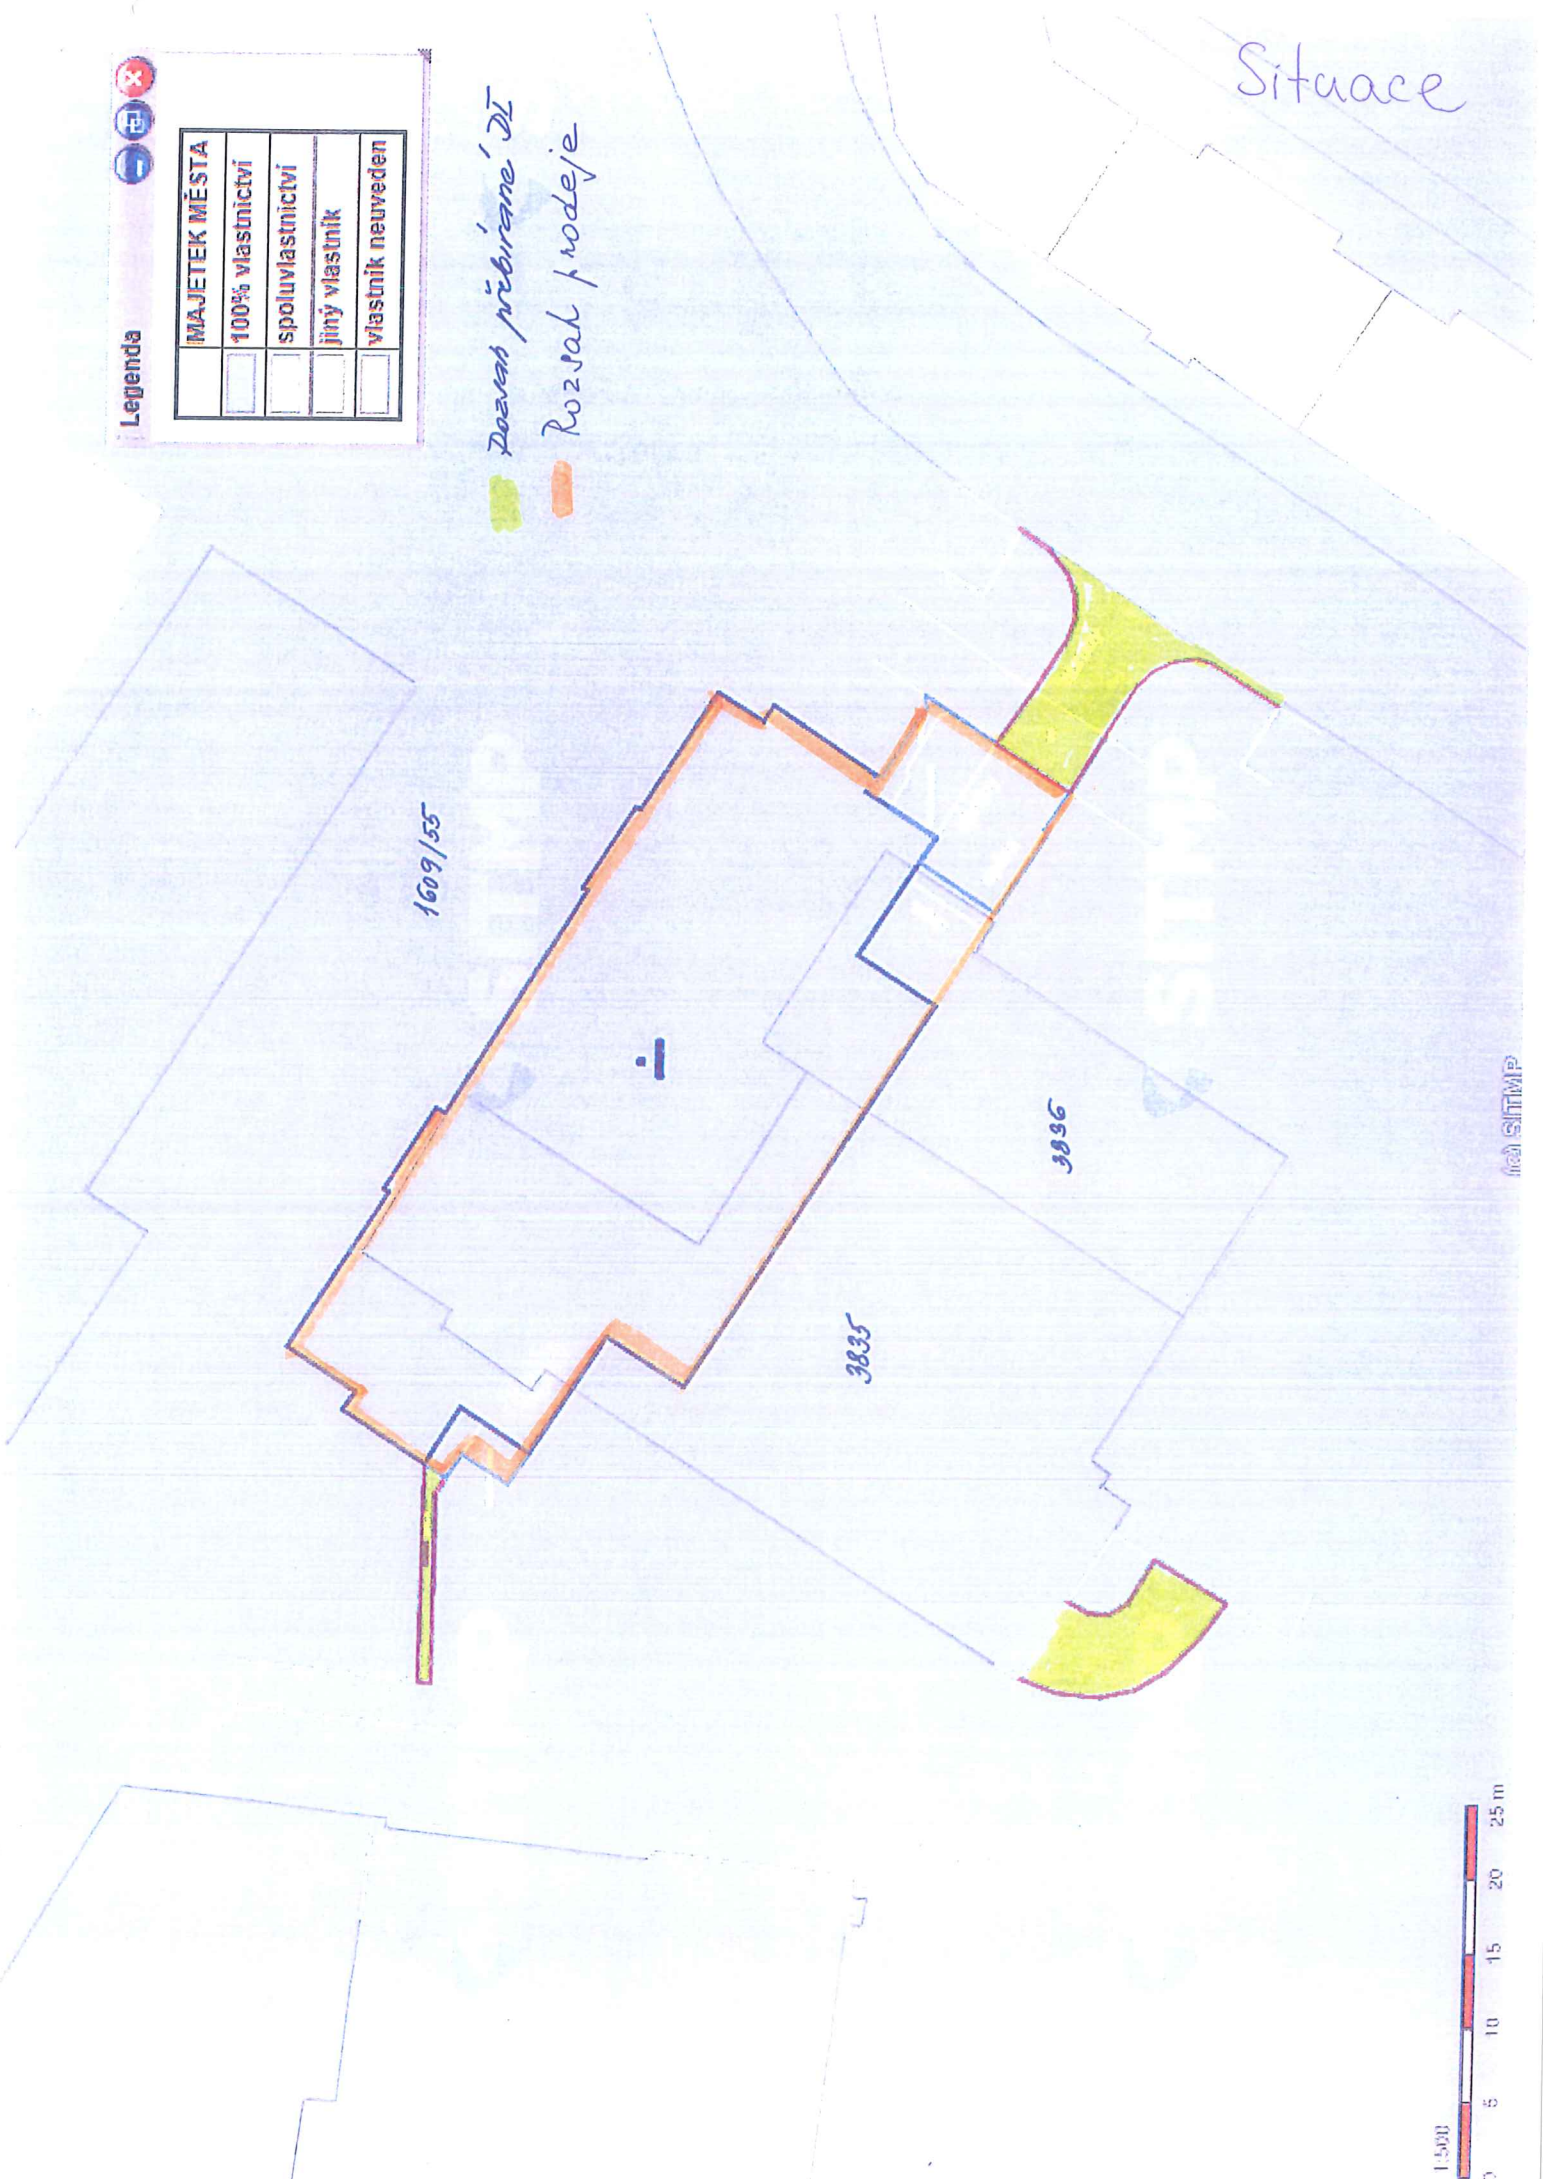 Situace
Legenda
MAJETEK MĚSTA
100% vlastnictví
spoluvlastnictví
jiný vlastník
vlastník neuveden
Rozsah přebírané DI
Rozsah prodeje
1609/55
3835
3836
SITMP
SITMP
(c) SITMP
1:500
0 5 10 15 20 25 m